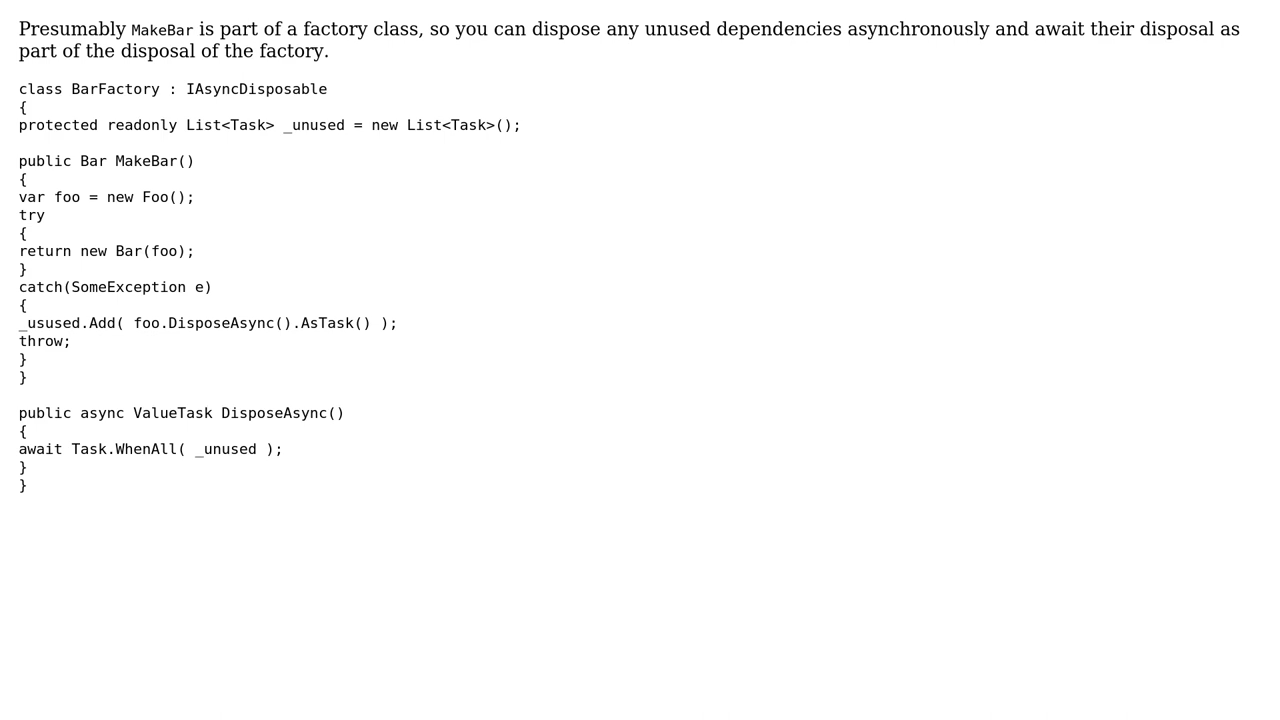 Presumably MakeBar is part of a factory class, so you can dispose any unused dependencies asynchronously and await their disposal as
part of the disposal of the factory.
class BarFactory : IAsyncDisposable
{
protected readonly List<Task> _unused = new List<Task>();
public Bar MakeBar()
{
var foo = new Foo();
try
{
return new Bar(foo);
}
catch(SomeException e)
{
_usused.Add( foo.DisposeAsync().AsTask() );
throw;
}
}
public async ValueTask DisposeAsync()
{
await Task.WhenAll( _unused );
}
}